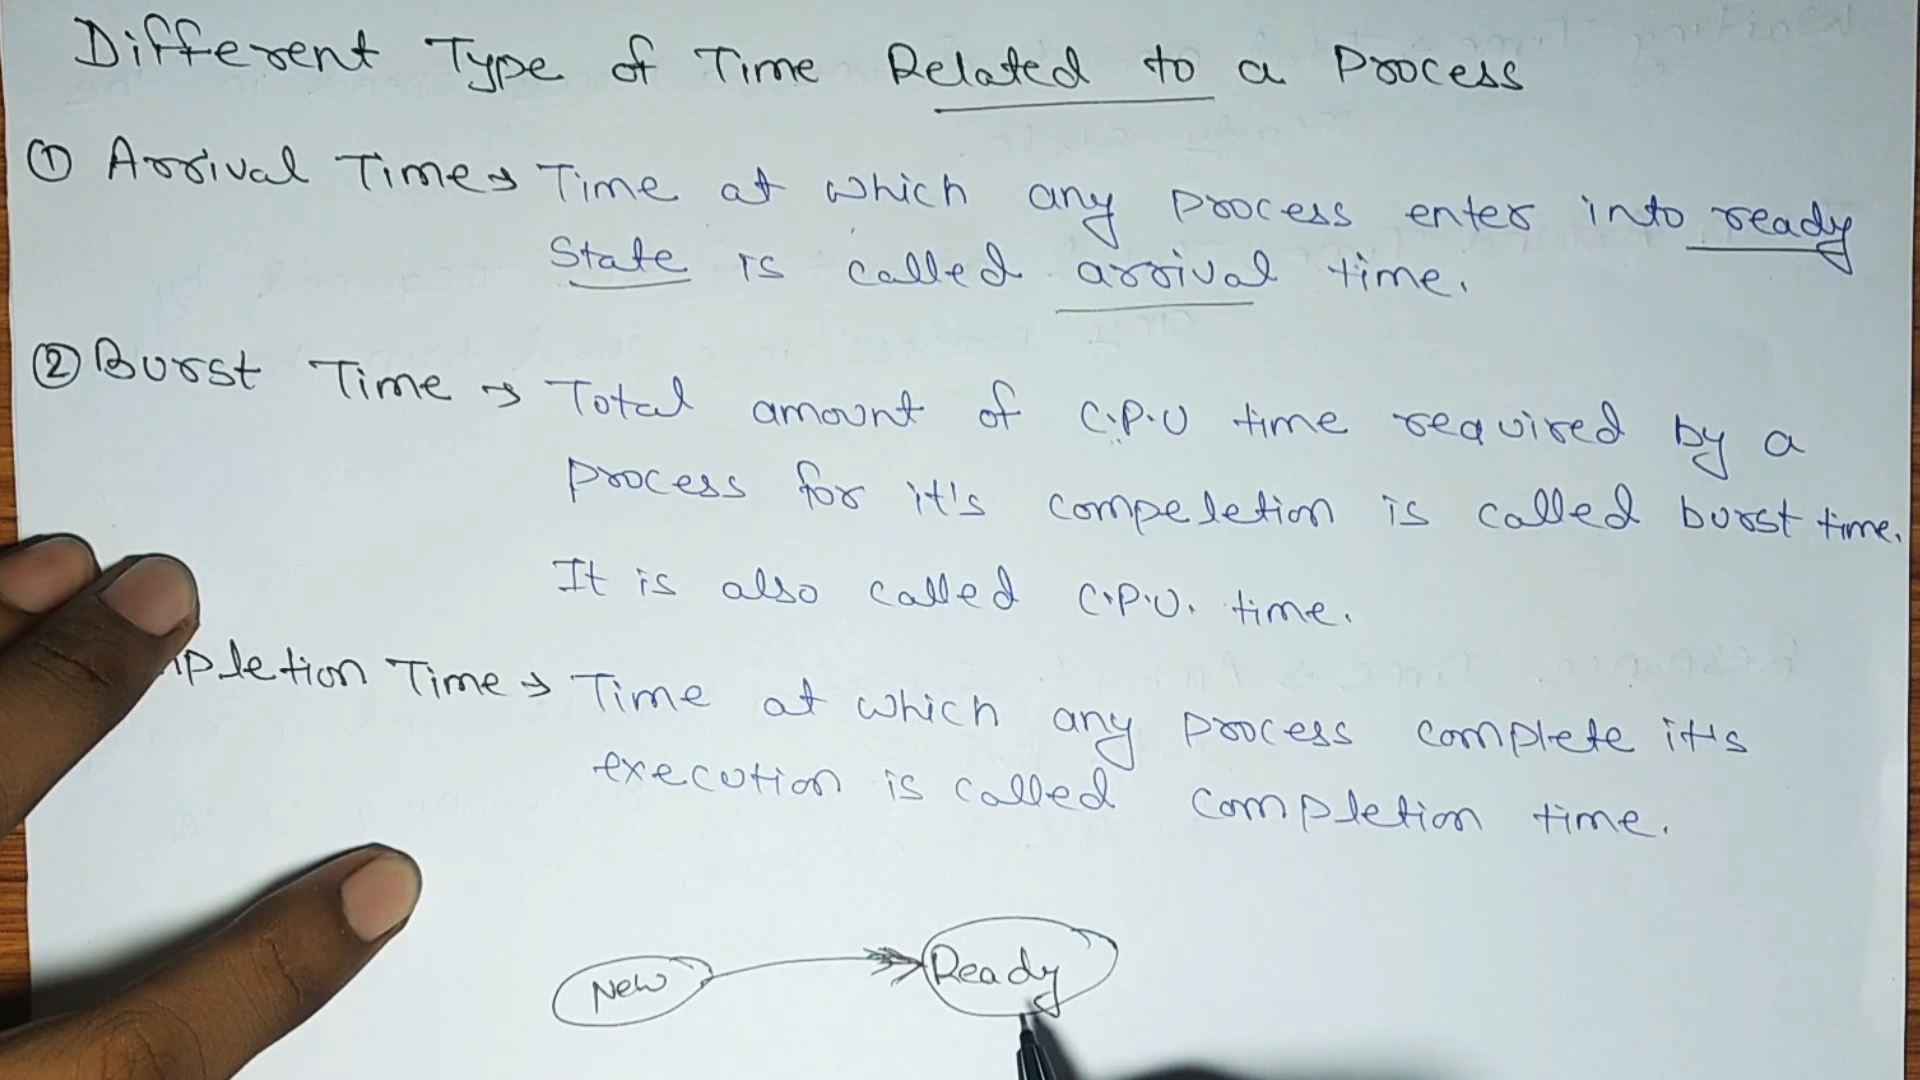 Different Type of Time Related to a Process
① Arrival Time → Time at which any process enter into ready
State is called arrival time.
② Burst Time → Total amount of C.P.U time required by a
process for it's compeletion is called burst time.
It is also called C.P.U. time.
mpletion Time → Time at which any process complete it's
execution is called completion time.
New
Ready